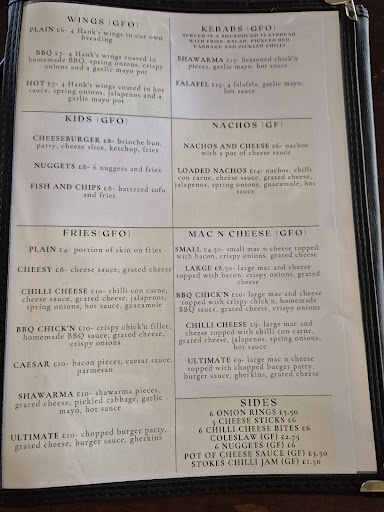 WINGS (GFO)
PLAIN £6- 4 Hank's wings in our own
breading
BBQ £7- 4 Hank's wings coated in
homemade BBQ, spring onions, crispy
onions and a garlic mayo pot
HOT £7- 4 Hank's wings coated in hot
sauce, spring onions, jalapenos and a
garlic mayo pot
KEBABS (GFO)
SERVED IN A SOURDOUGH FLATBREAD
WITH FRIES, SALAD, PICKLED RED
CABBAGE AND PICKLED CHILLI
SHAWARMA £15- Seasoned chick'n
pieces, garlic mayo, hot sauce
FALAFEL £15- 4 falafels, garlic mayo,
hot sauce
KIDS (GFO)
CHEESEBURGER £8- brioche bun,
patty, cheese slice, ketchup, fries
NUGGETS £8- 6 nuggets and fries
FISH AND CHIPS £8- battered tofu
and fries
NACHOS (GF)
NACHOS AND CHEESE £6- nachos
with a pot of cheese sauce
LOADED NACHOS £14- nachos, chilli
con carne, cheese sauce, grated cheese,
jalapenos, spring onions, guacamole, hot
sauce
FRIES(GFO)
PLAIN £4- portion of skin on fries
CHEESY £8- cheese sauce, grated cheese
CHILLI CHEESE £10- chilli con carne,
cheese sauce, grated cheese, jalapenos,
spring onions, hot sauce, guacamole
BBQ CHICK'N £10- crispy chick'n fillet,
homemade BBQ sauce, grated cheese,
crispy onions
CAESAR £10- bacon pieces, caesar sauce,
parmesan
SHAWARMA £10- shawarma pieces,
grated cheese, pickled cabbage, garlic
mayo, hot sauce
ULTIMATE £10- chopped burger patty,
grated cheese, burger sauce, gherkins
MAC N CHEESE (GFO)
SMALL £4.50- small mac n cheese topped
with bacon, crispy onions, grated cheese
LARGE £8.50- large mac and cheese
topped with bacon, crispy onions, grated
cheese
BBQ CHICK'N £10- large mac and cheese
topped with crispy chick'n, homemade
BBQ sauce, grated cheese, crispy onions
CHILLI CHEESE £9- large mac and
cheese topped with chilli con carne,
grated cheese, jalapenos, spring onions,
hot sauce
ULTIMATE £9- large mac n cheese
topped with chopped burger patty,
burger sauce, gherkins, grated cheese
SIDES
6 ONION RINGS £5.50
5 CHEESE STICKS £6
6 CHILLI CHEESE BITES £6
COLESLAW (GF) £2.75
6 NUGGETS (GF) £6
POT OF CHEESE SAUCE (GF) £3.50
STOKES CHILLI JAM (GF) £1.50